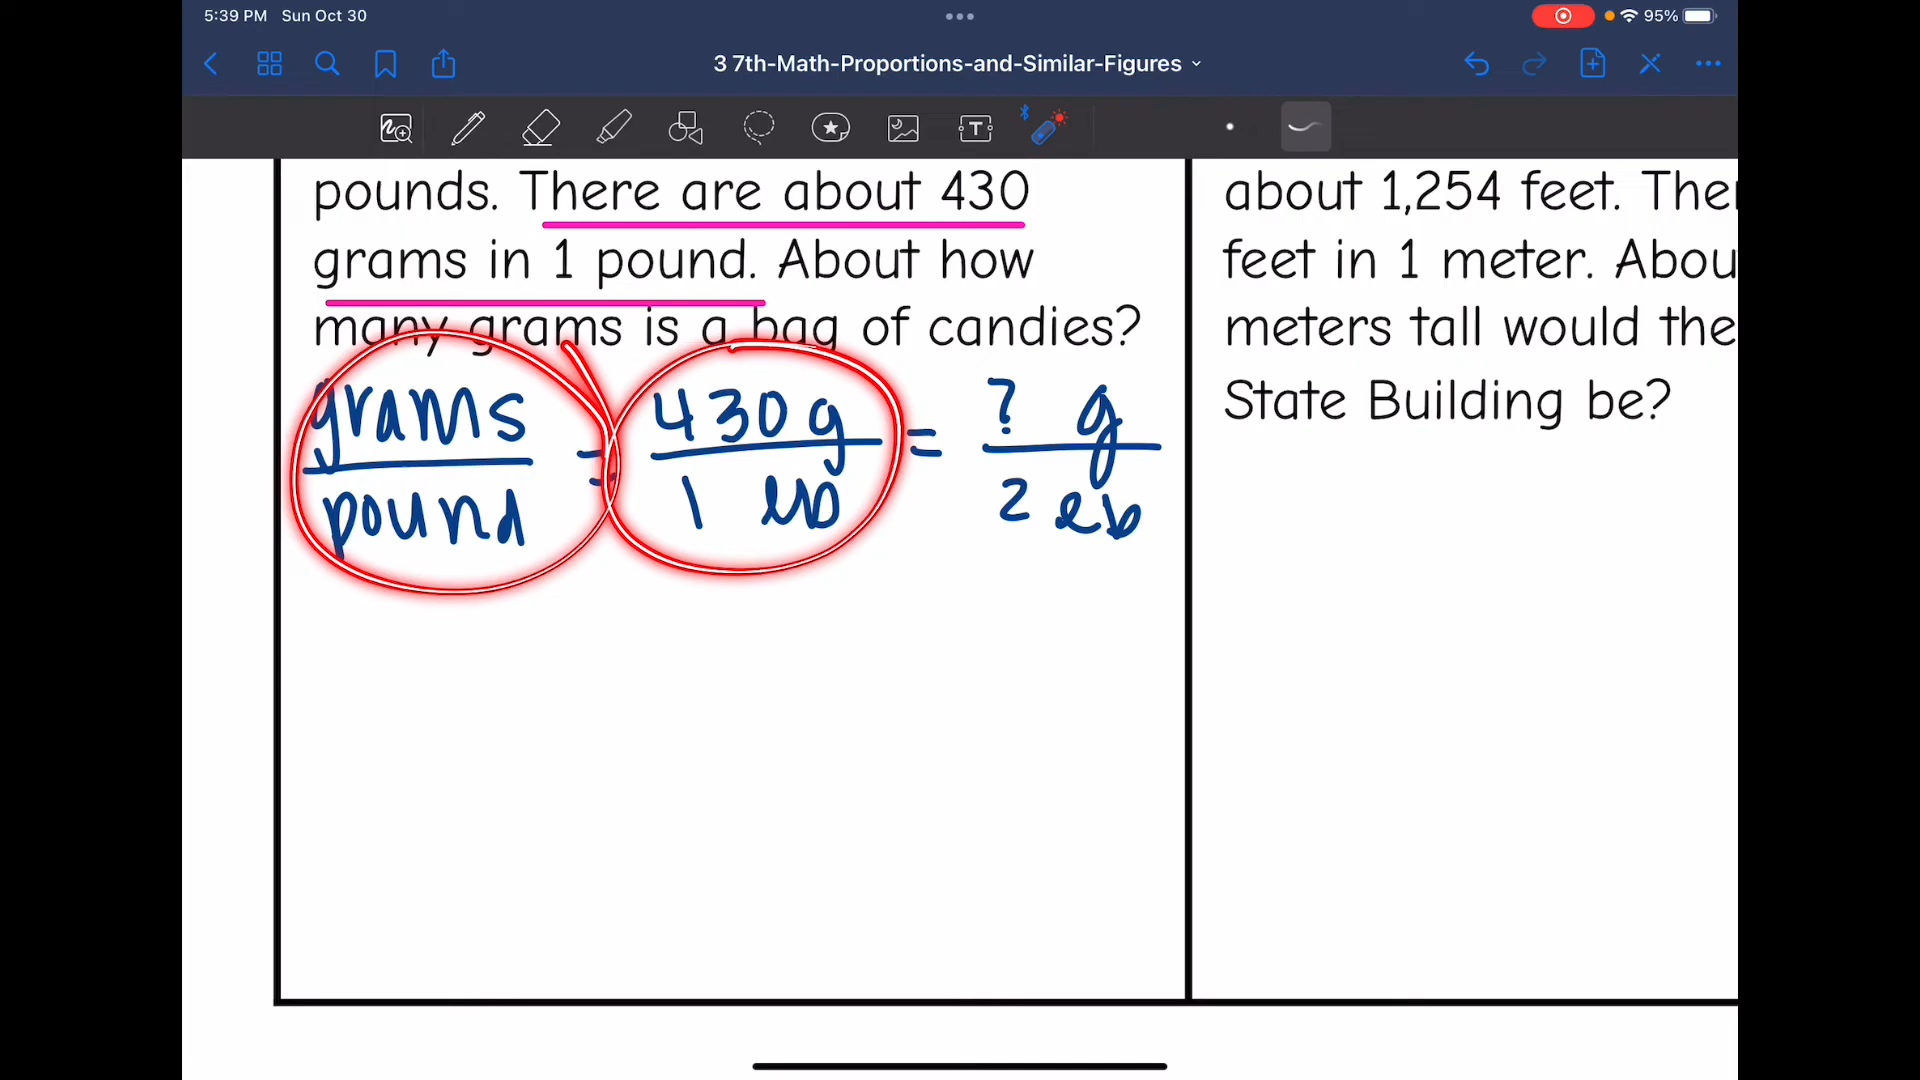 5:39 PM Sun Oct 30
95%
3 7th-Math-Proportions-and-Similar-Figures
pounds. There are about 430
grams in 1 pound. About how
many grams is a bag of candies?
grams = 430 g = ? g
pound 1 lb 2 lb
about 1,254 feet. The
feet in 1 meter. Abou
meters tall would the
State Building be?